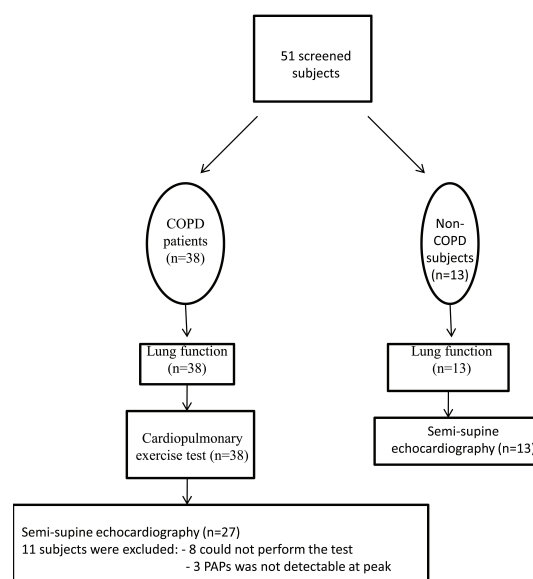 51 screened
subjects
COPD
patients
(n=38)
Non-
COPD
subjects
(n=13)
Lung function
(n=38)
Lung function
(n=13)
Cardiopulmonary
exercise test (n=38)
Semi-supine
echocardiography (n=13)
Semi-supine echocardiography (n=27)
11 subjects were excluded: - 8 could not perform the test
- 3 PAPs was not detectable at peak